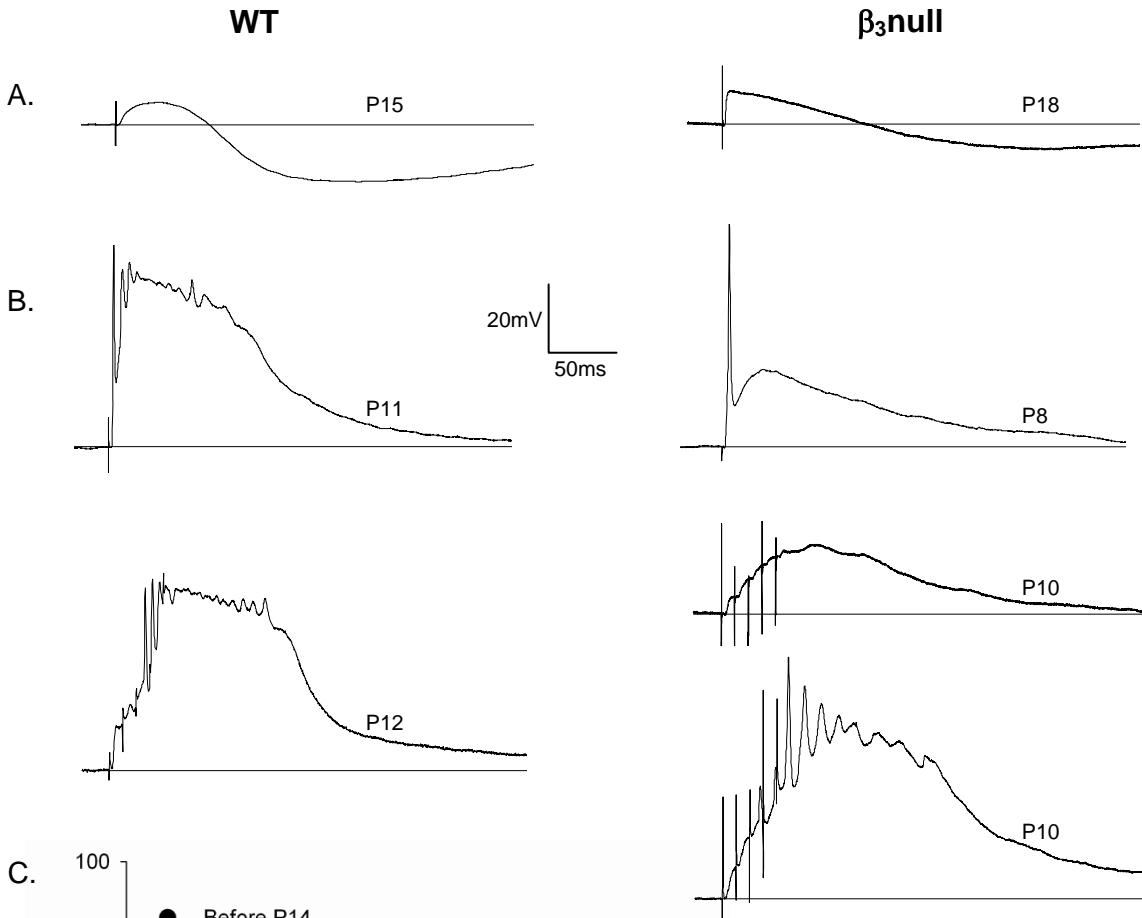 WT
β₃null
A.
P15
P18
B.
20mV
50ms
P11
P8
P10
P12
P10
C.
100
Before P14